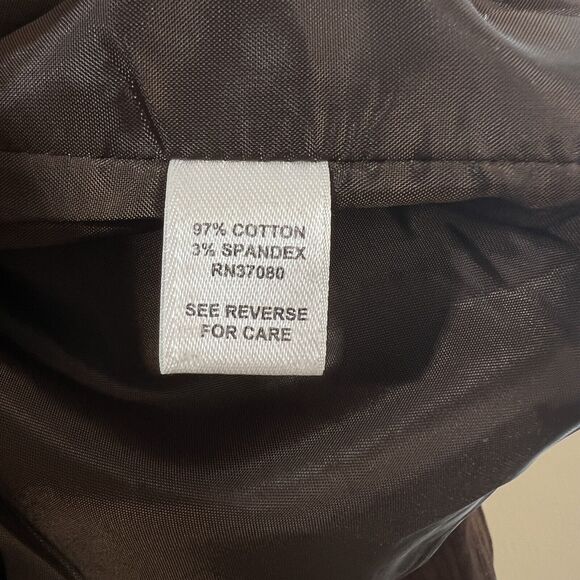 97% COTTON
3% SPANDEX
RN37080
SEE REVERSE
FOR CARE